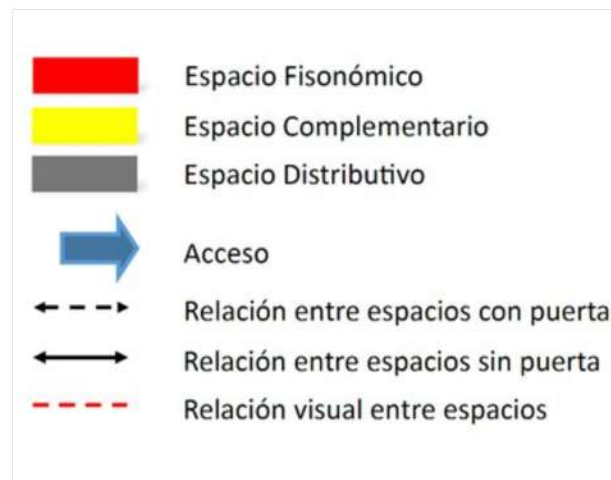 Espacio Fisonómico
Espacio Complementario
Espacio Distributivo
Acceso
Relación entre espacios con puerta
Relación entre espacios sin puerta
Relación visual entre espacios